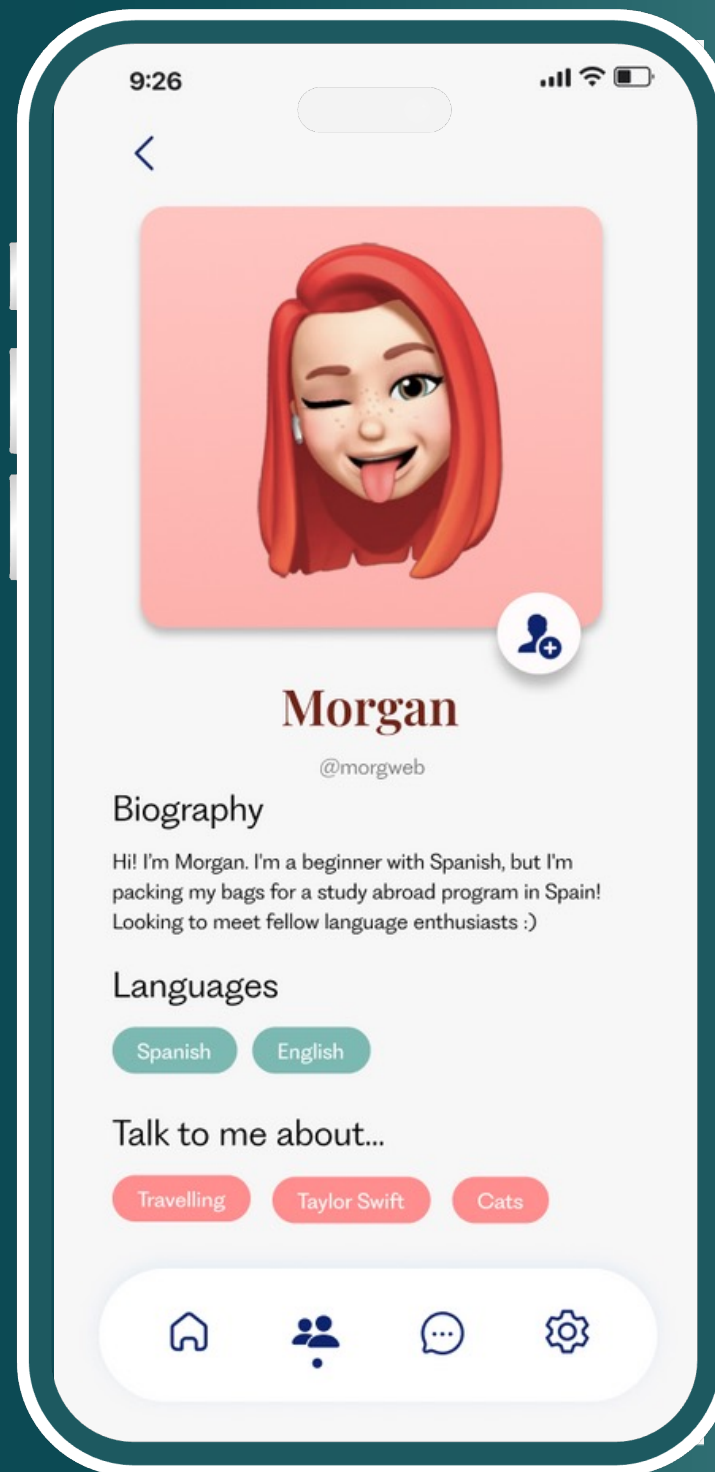 9:26
Morgan
@morgweb
Biography
Hi! I'm Morgan. I'm a beginner with Spanish, but I'm
packing my bags for a study abroad program in Spain!
Looking to meet fellow language enthusiasts :)
Languages
Spanish English
Talk to me about...
Travelling Taylor Swift Cats